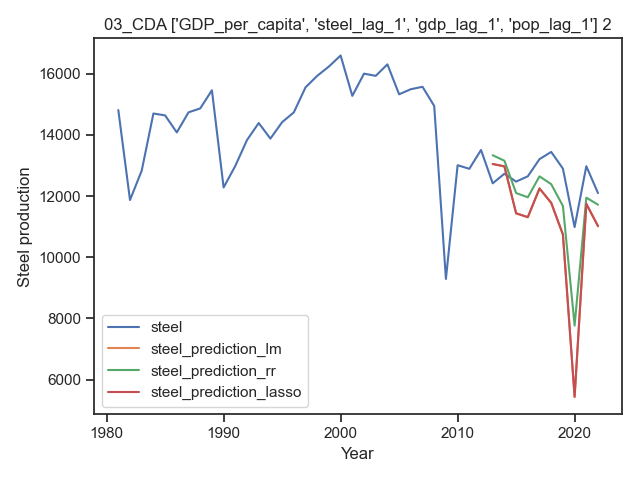 03_CDA ['GDP_per_capita', 'steel_lag_1', 'gdp_lag_1', 'pop_lag_1'] 2
Steel production
16000
14000
12000
10000
8000
6000
steel
steel_prediction_lm
steel_prediction_rr
steel_prediction_lasso
1980
1990
2000
2010
2020
Year